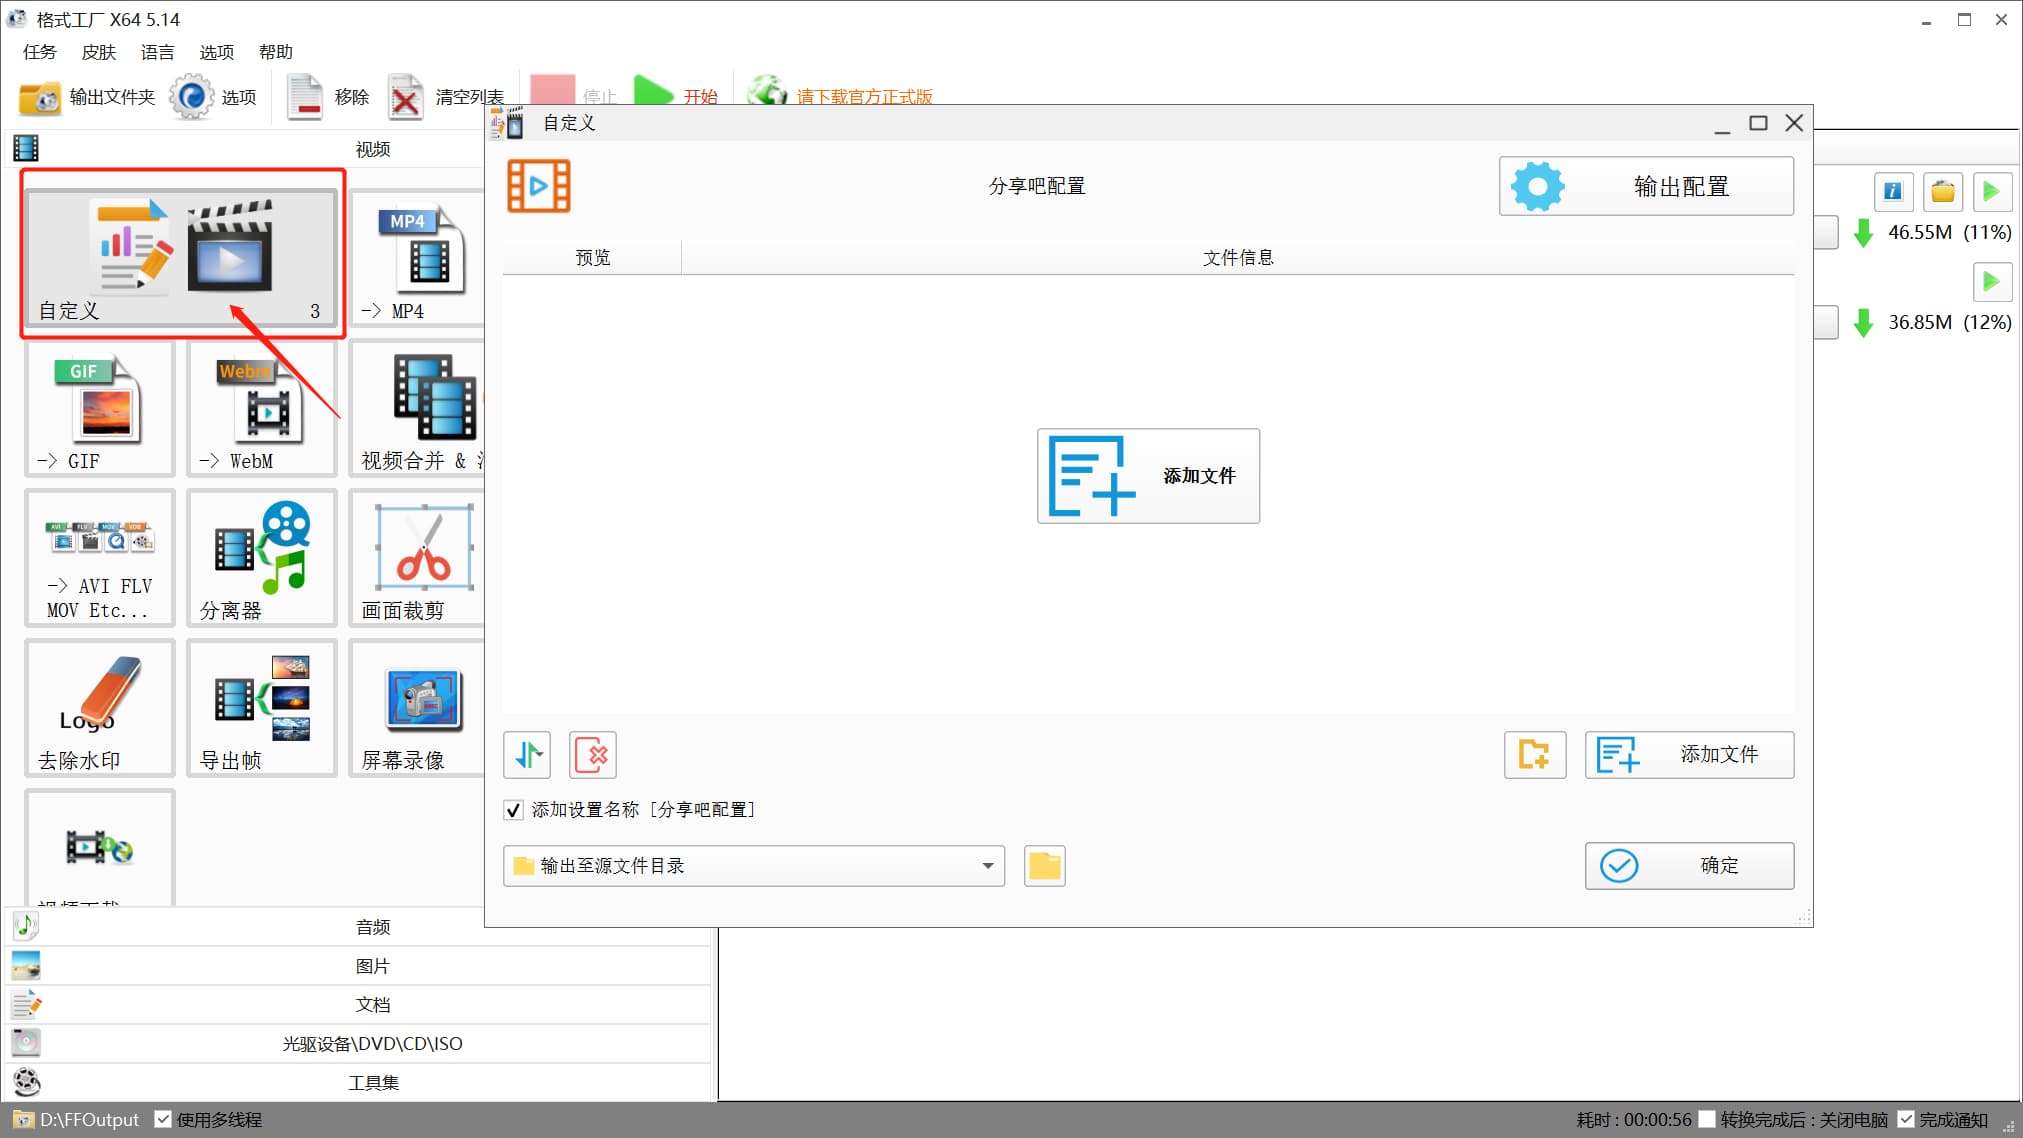 格式工厂 X64 5.14
任务 皮肤 语言 选项 帮助
输出文件夹 选项 移除 清空列表 停止 开始 请下载官方正式版
视频
自定义 3
MP4
-> MP4
GIF
-> GIF
Webm
-> WebM
视频合并 &
AVI FLV MOV VOB
-> AVI FLV
MOV Etc...
分离器
画面裁剪
Logo
去除水印
导出帧
屏幕录像
视频下载
音频
图片
文档
光驱设备\DVD\CD\ISO
工具集
自定义
分享吧配置
输出配置
预览 文件信息
添加文件
添加文件
添加设置名称 [分享吧配置]
输出至源文件目录
确定
46.55M (11%)
36.85M (12%)
D:\FFOutput 使用多线程
耗时 : 00:00:56 转换完成后 : 关闭电脑 完成通知